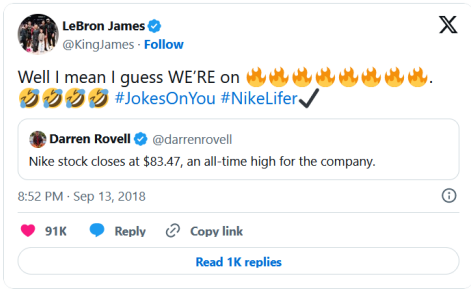 LeBron James
@KingJames · Follow
Well I mean I guess WE’RE on 🔥🔥🔥🔥🔥🔥🔥🔥.
🤣🤣🤣🤣 #JokesOnYou #NikeLifer✔️
Darren Rovell @darrenrovell
Nike stock closes at $83.47, an all-time high for the company.
8:52 PM · Sep 13, 2018
91K Reply Copy link
Read 1K replies